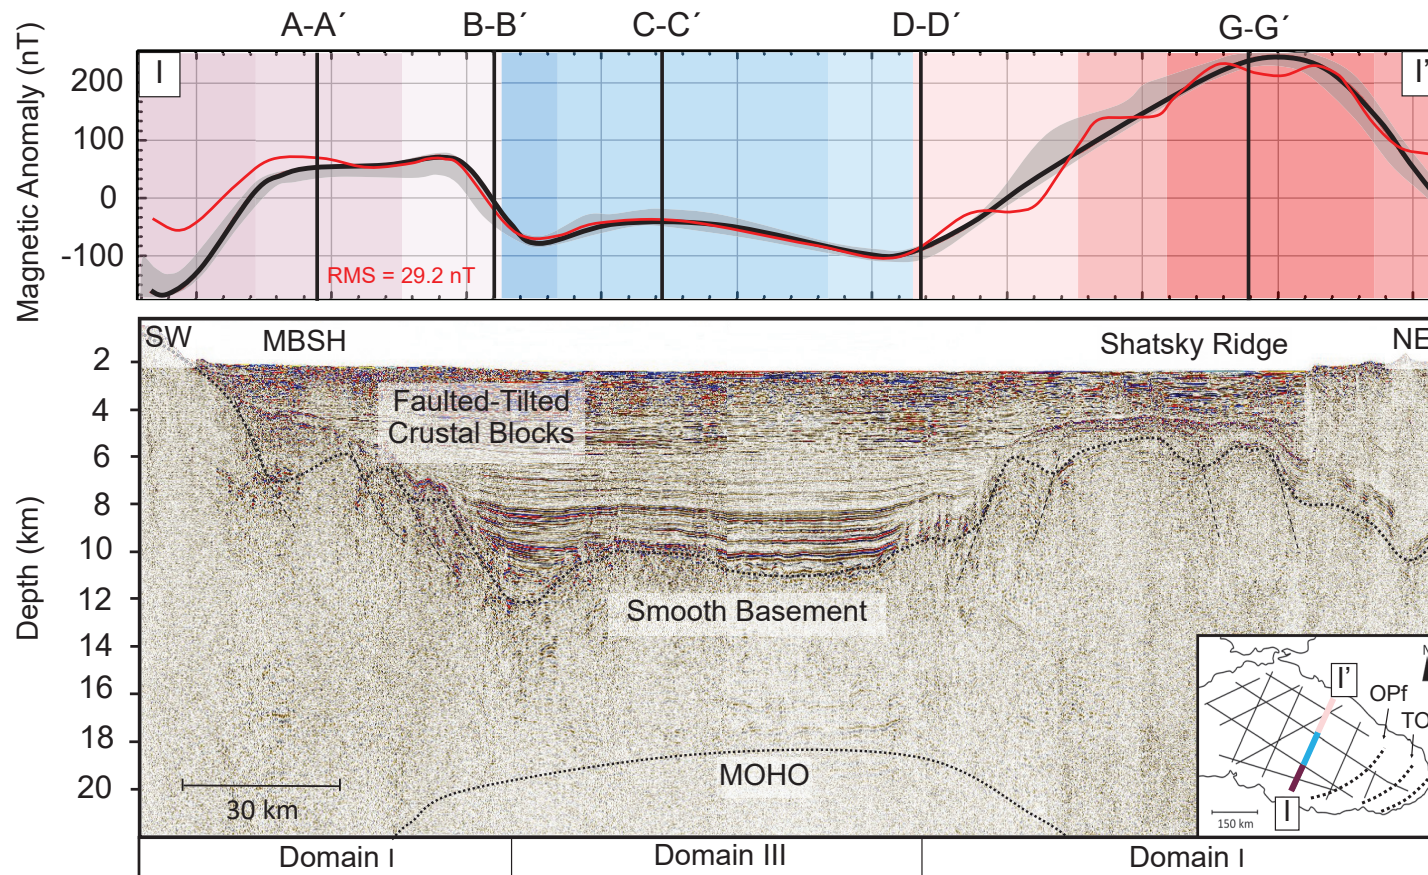 A-A´ B-B´ C-C´ D-D´ G-G´
Magnetic Anomaly (nT)
200
100
0
-100
I
I'
RMS = 29.2 nT
SW
MBSH
Shatsky Ridge
NE
Faulted-Tilted
Crustal Blocks
Smooth Basement
MOHO
Depth (km)
2
4
6
8
10
12
14
16
18
20
30 km
I'
OPf
TO
I
150 km
N
Domain I
Domain III
Domain I